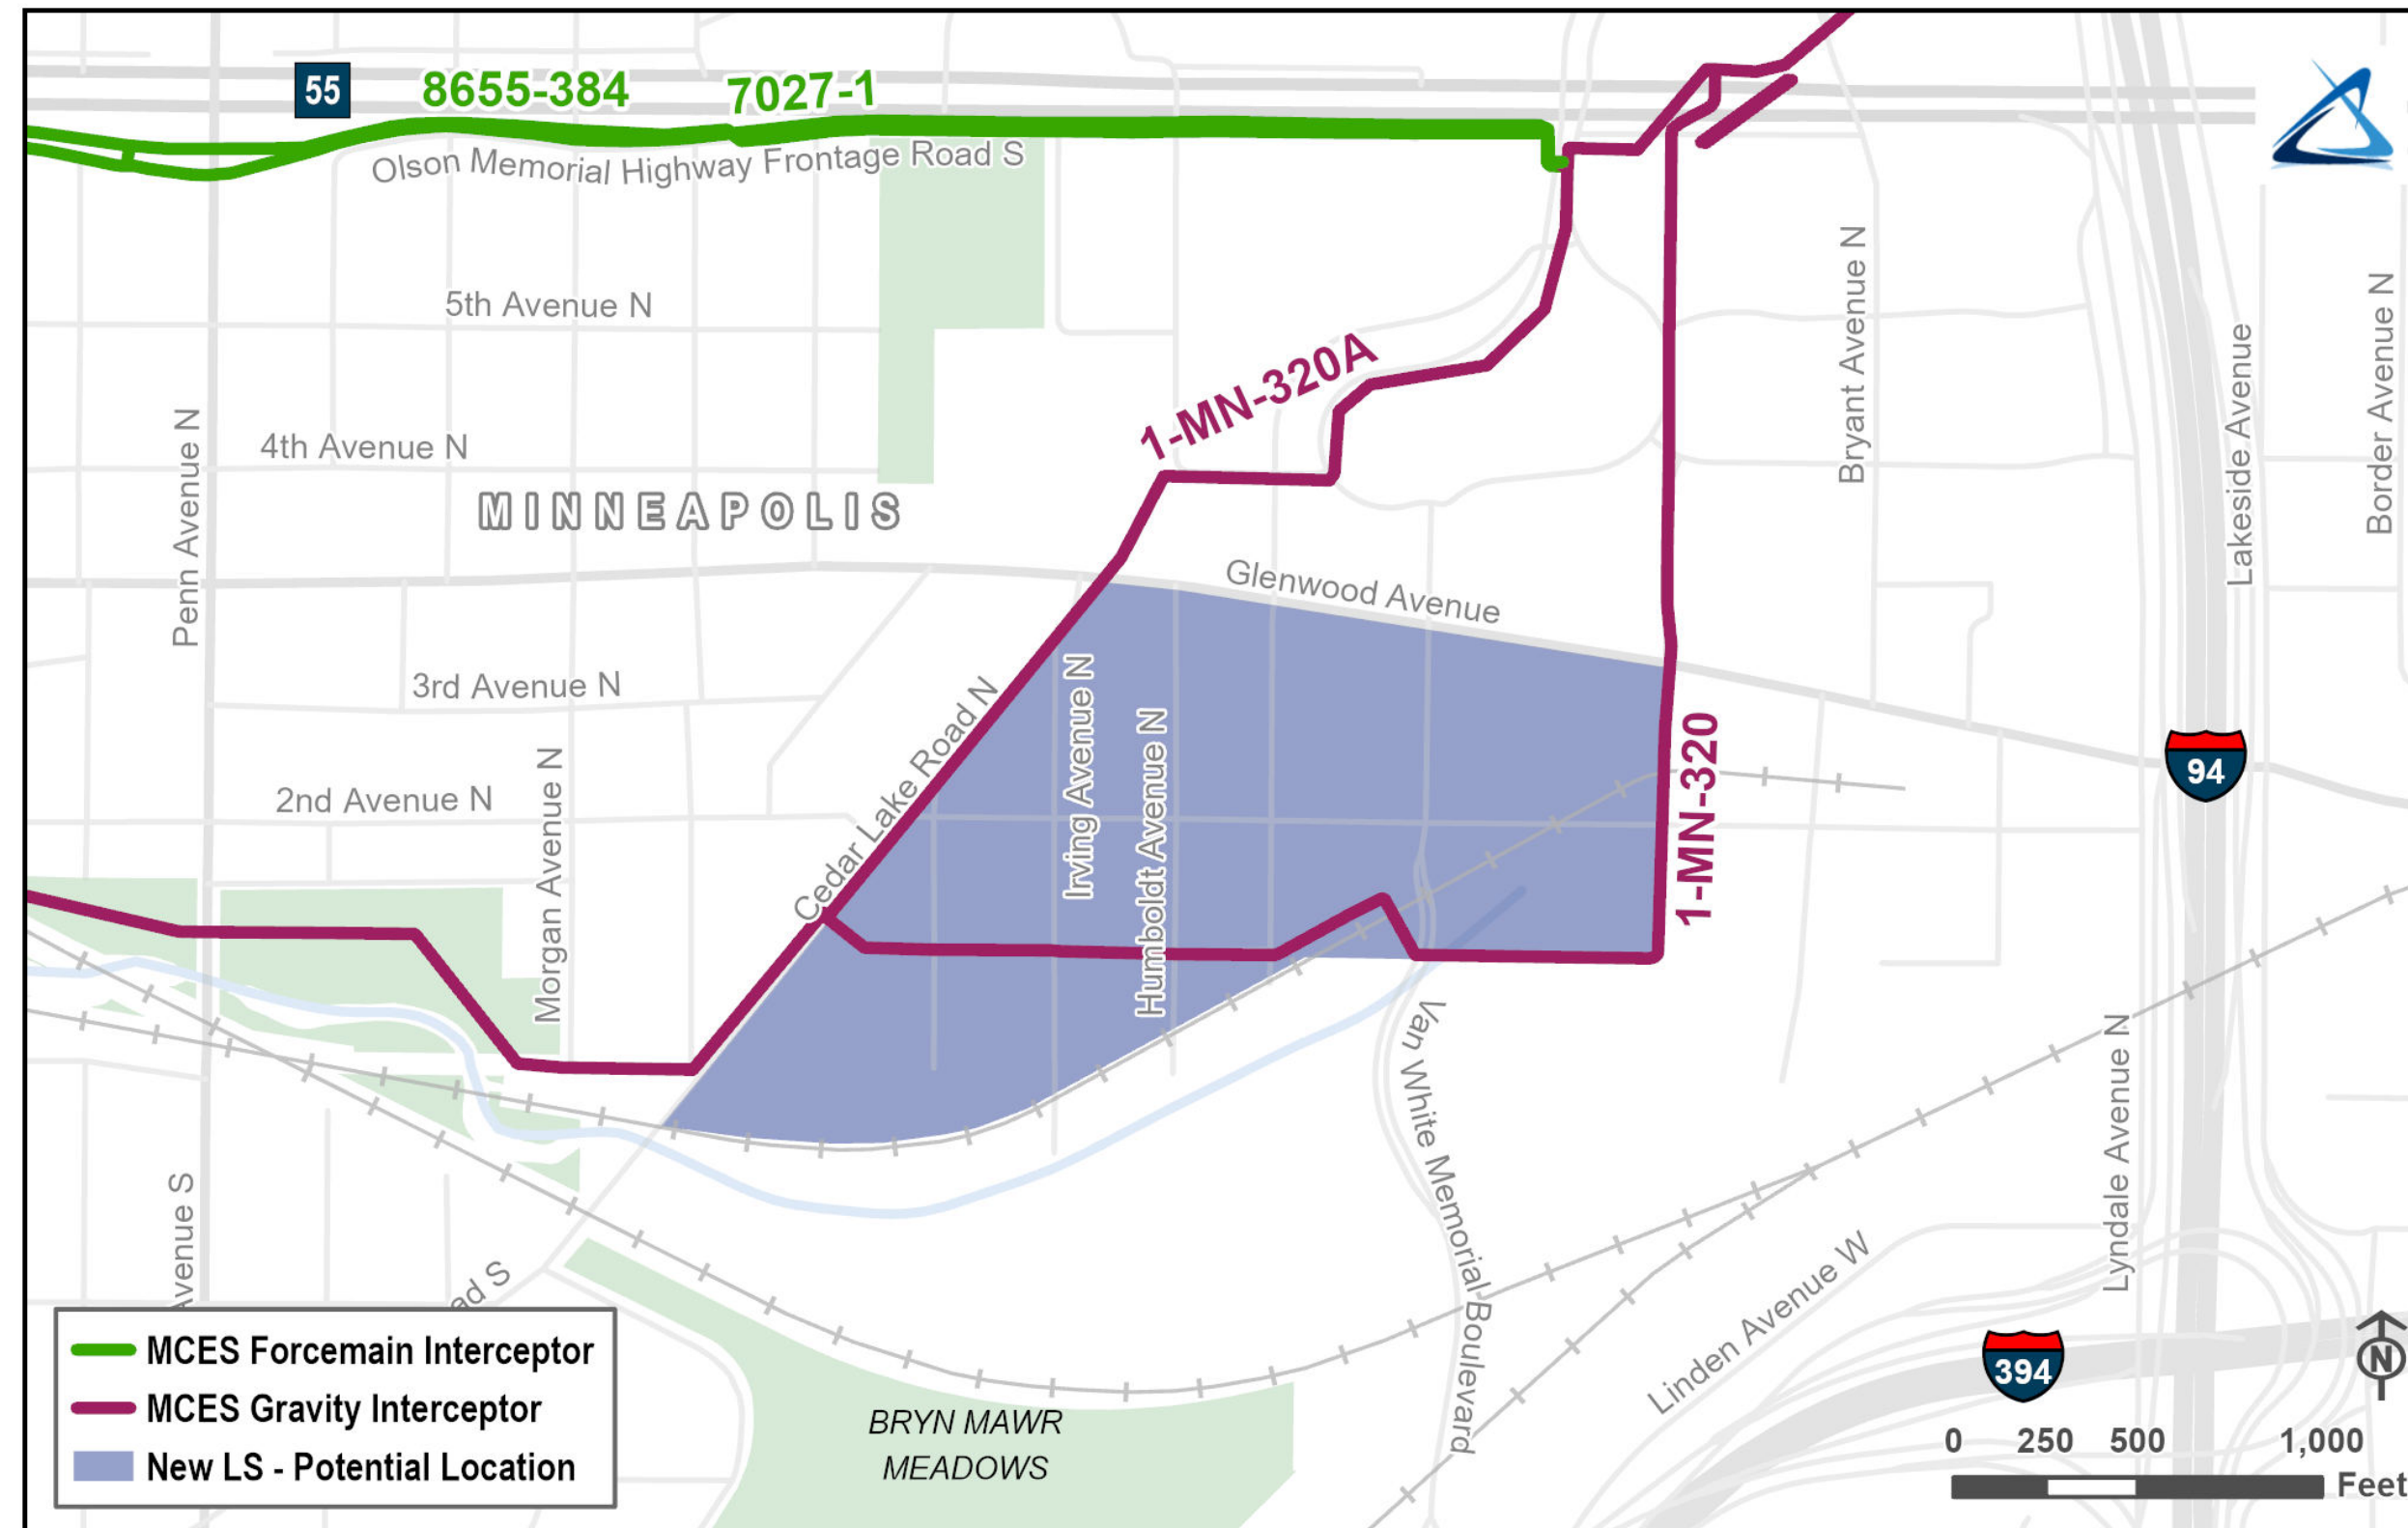 55
8655-384
7027-1
Olson Memorial Highway Frontage Road S
5th Avenue N
Bryant Avenue N
Lakeside Avenue
Border Avenue N
1-MN-320A
Penn Avenue N
4th Avenue N
MINNEAPOLIS
Glenwood Avenue
3rd Avenue N
Cedar Lake Road N
Irving Avenue N
Humboldt Avenue N
1-MN-320
94
2nd Avenue N
Morgan Avenue N
Van White Memorial Boulevard
Lyndale Avenue N
Avenue S
ad S
Linden Avenue W
394
N
BRYN MAWR
MEADOWS
MCES Forcemain Interceptor
MCES Gravity Interceptor
New LS - Potential Location
0 250 500 1,000
Feet